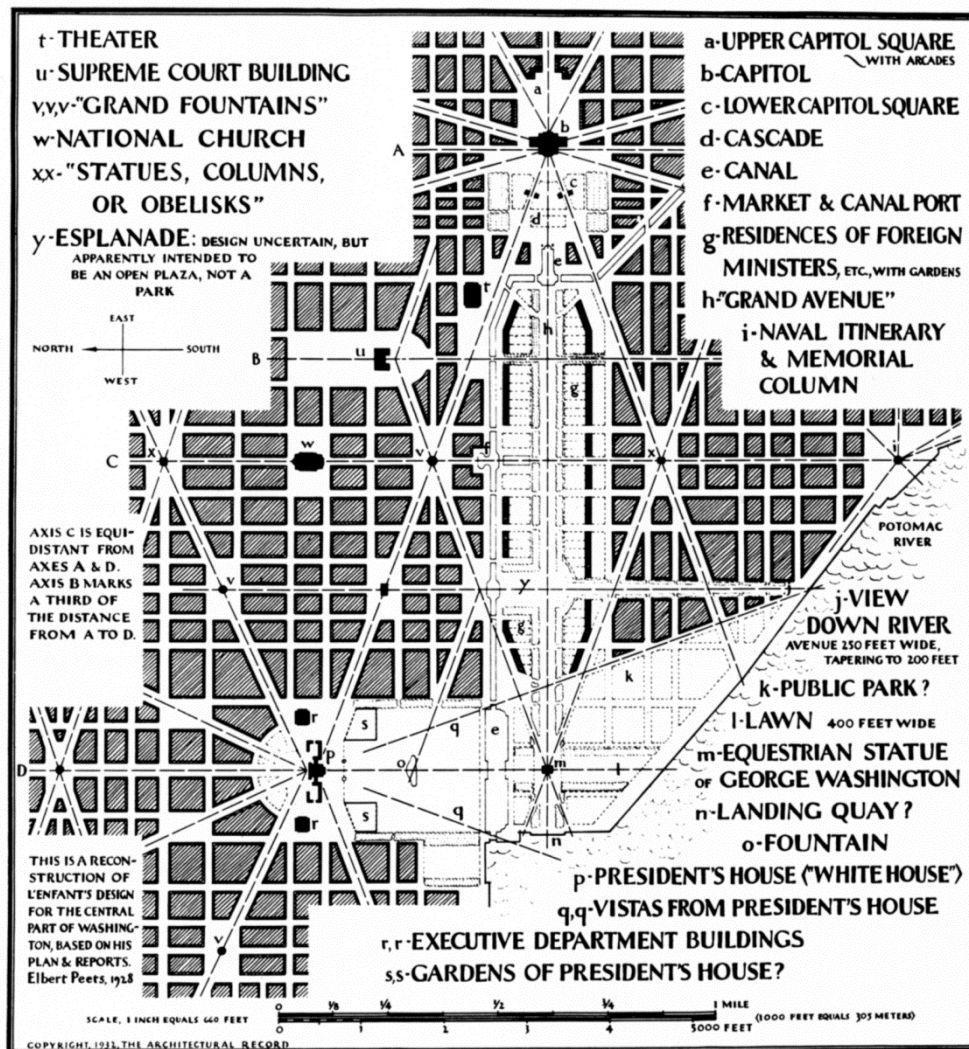 t-THEATER
u-SUPREME COURT BUILDING
v,v,v-"GRAND FOUNTAINS"
w-NATIONAL CHURCH
x,x-"STATUES, COLUMNS,
OR OBELISKS"
y-ESPLANADE: DESIGN UNCERTAIN, BUT
APPARENTLY INTENDED TO
BE AN OPEN PLAZA, NOT A
PARK
EAST
NORTH SOUTH
WEST
a-UPPER CAPITOL SQUARE
WITH ARCADES
b-CAPITOL
c-LOWER CAPITOL SQUARE
d-CASCADE
e-CANAL
f-MARKET & CANAL PORT
g-RESIDENCES OF FOREIGN
MINISTERS, ETC., WITH GARDENS
h-"GRAND AVENUE"
i-NAVAL ITINERARY
& MEMORIAL
COLUMN
a
b
A
c
d
e
t
h
B
u
g
C
x
w
v
f
x
i
POTOMAC
RIVER
AXIS C IS EQUI-
DISTANT FROM
AXES A & D.
AXIS B MARKS
A THIRD OF
THE DISTANCE
FROM A TO D.
v
y
j
g
k
j-VIEW
DOWN RIVER
AVENUE 250 FEET WIDE,
TAPERING TO 200 FEET
k-PUBLIC PARK?
l-LAWN 400 FEET WIDE
m-EQUESTRIAN STATUE
OF GEORGE WASHINGTON
n-LANDING QUAY?
o-FOUNTAIN
p-PRESIDENT'S HOUSE ("WHITE HOUSE")
q,q-VISTAS FROM PRESIDENT'S HOUSE
r,r-EXECUTIVE DEPARTMENT BUILDINGS
s,s-GARDENS OF PRESIDENT'S HOUSE?
r
s
q
e
D
p
o
m
l
r
s
q
n
v
THIS IS A RECON-
STRUCTION OF
L'ENFANT'S DESIGN
FOR THE CENTRAL
PART OF WASHING-
TON, BASED ON HIS
PLAN & REPORTS.
Elbert Peets, 1928
SCALE, 1 INCH EQUALS 660 FEET
0 1/8 1/4 1/2 3/4 1 MILE
0 1 2 3 4 5000 FEET
(1000 FEET EQUALS 305 METERS)
COPYRIGHT, 1932, THE ARCHITECTURAL RECORD